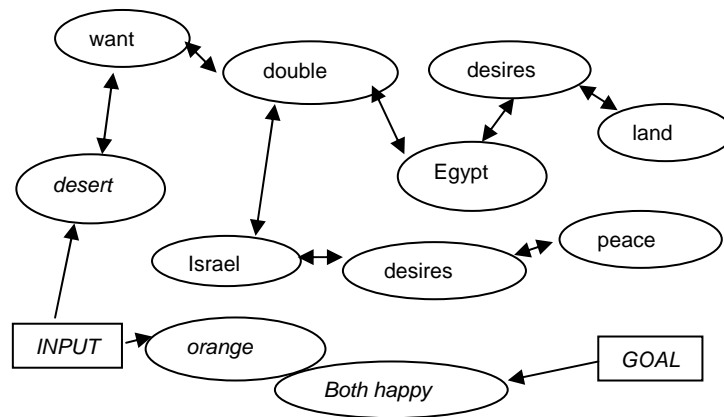 want
double
desires
land
desert
Egypt
Israel
desires
peace
INPUT
orange
Both happy
GOAL